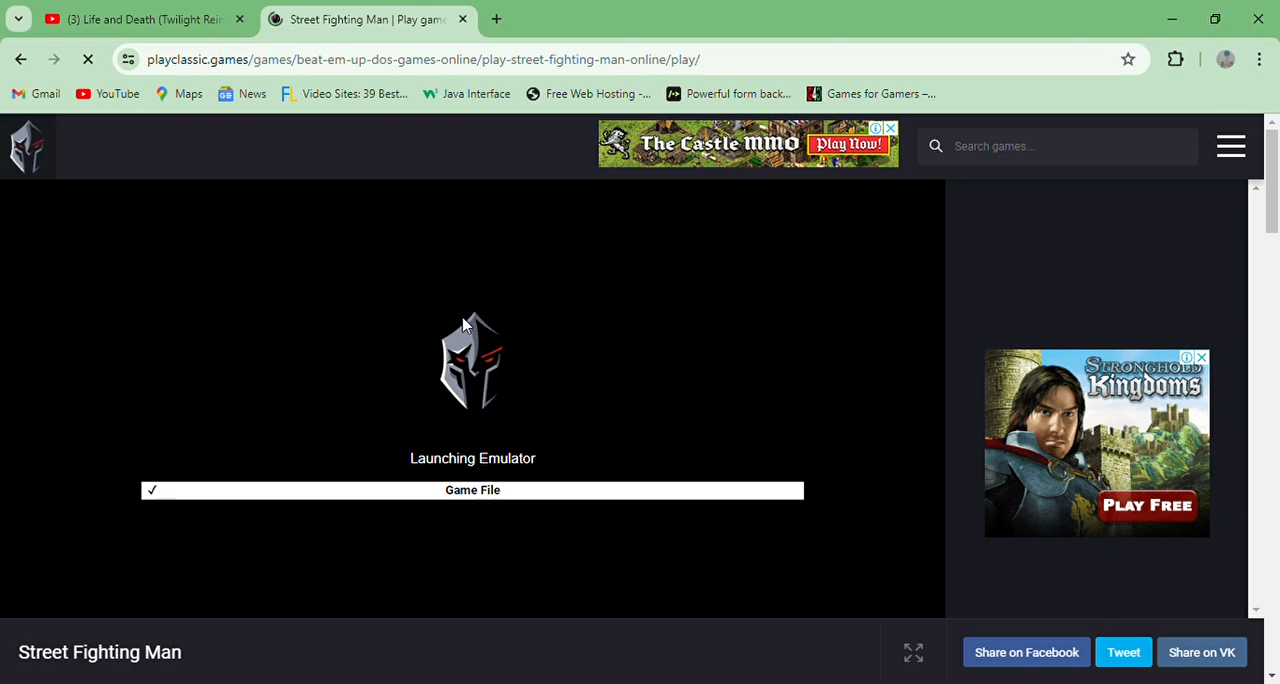 (3) Life and Death (Twilight Rei
Street Fighting Man | Play game
playclassic.games/games/beat-em-up-dos-games-online/play-street-fighting-man-online/play/
Gmail YouTube Maps News Video Sites: 39 Best... Java Interface Free Web Hosting -... Powerful form back... Games for Gamers –...
The Castle MMO Play Now!
Search games...
Launching Emulator
✓ Game File
STRONGHOLD
Kingdoms
PLAY FREE
Street Fighting Man
Share on Facebook Tweet Share on VK